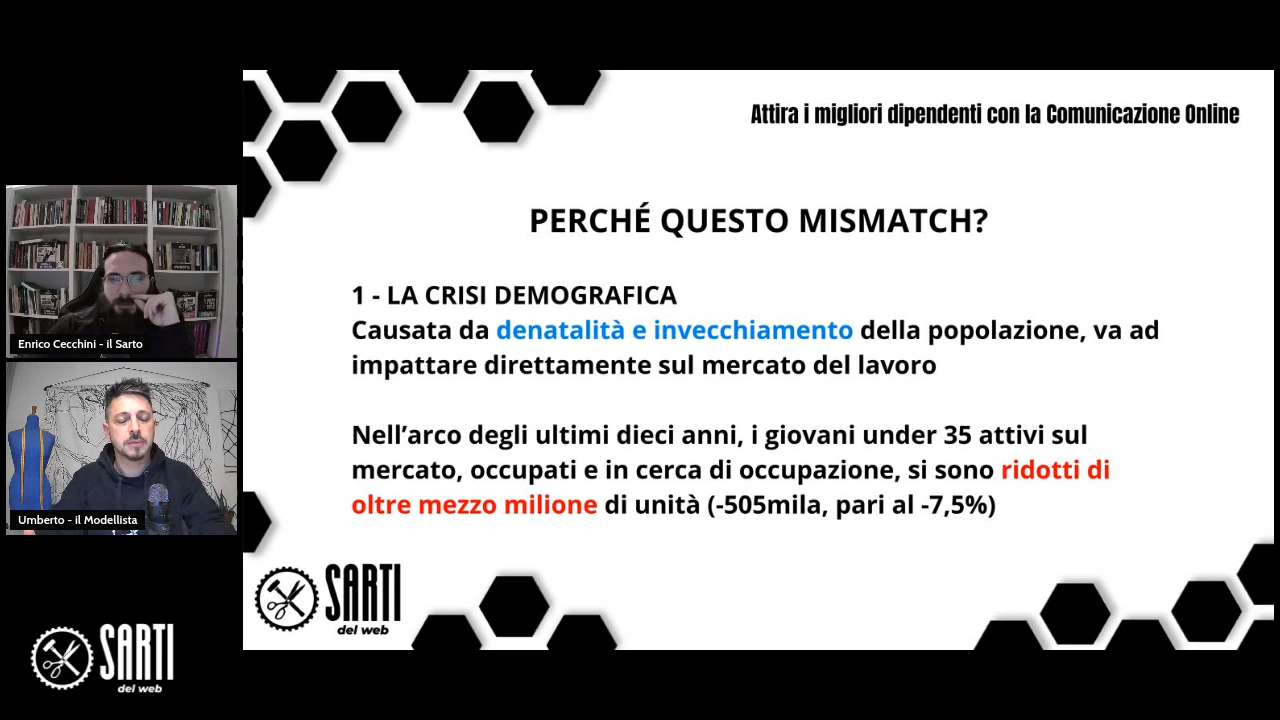 Attira i migliori dipendenti con la Comunicazione Online
PERCHÉ QUESTO MISMATCH?
1 - LA CRISI DEMOGRAFICA
Causata da denatalità e invecchiamento della popolazione, va ad
impattare direttamente sul mercato del lavoro
Nell’arco degli ultimi dieci anni, i giovani under 35 attivi sul
mercato, occupati e in cerca di occupazione, si sono ridotti di
oltre mezzo milione di unità (-505mila, pari al -7,5%)
SARTI
del web
Enrico Cecchini - il Sarto
Umberto - il Modellista
SARTI
del web